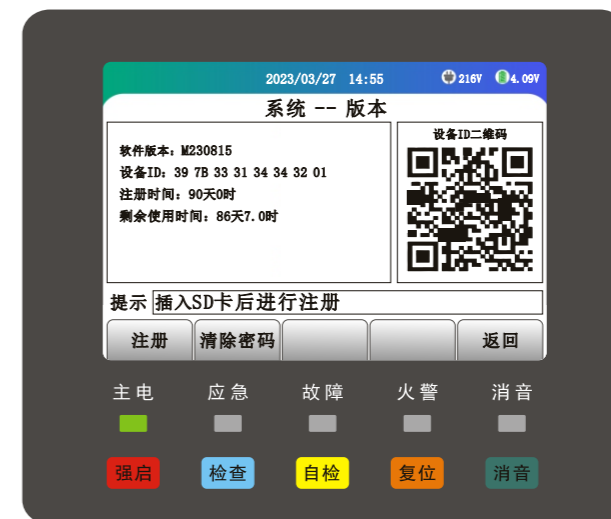 2023/03/27 14:55 216V 4.09V
系统 -- 版本
设备ID二维码
软件版本：M230815
设备ID：39 7B 33 31 34 34 32 01
注册时间：90天0时
剩余使用时间：86天7.0时
提示 插入SD卡后进行注册
注册 清除密码 返回
主电 应急 故障 火警 消音
强启 检查 自检 复位 消音